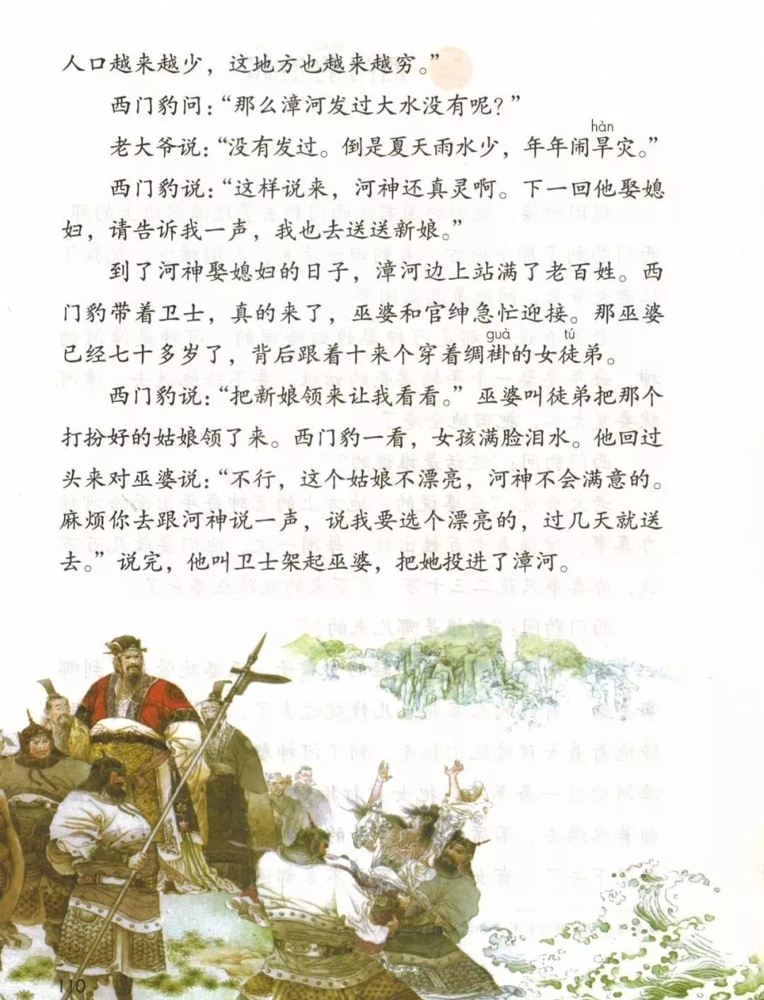 人口越来越少，这地方也越来越穷。”
西门豹问：“那么漳河发过大水没有呢？”
hàn
老大爷说：“没有发过。倒是夏天雨水少，年年闹旱灾。”
西门豹说：“这样说来，河神还真灵啊。下一回他娶媳
妇，请告诉我一声，我也去送送新娘。”
到了河神娶媳妇的日子，漳河边上站满了老百姓。西
门豹带着卫士，真的来了，巫婆和官绅急忙迎接。那巫婆
guà tú
已经七十多岁了，背后跟着十来个穿着绸褂的女徒弟。
西门豹说：“把新娘领来让我看看。”巫婆叫徒弟把那个
打扮好的姑娘领了来。西门豹一看，女孩满脸泪水。他回过
头来对巫婆说：“不行，这个姑娘不漂亮，河神不会满意的。
麻烦你去跟河神说一声，说我要选个漂亮的，过几天就送
去。”说完，他叫卫士架起巫婆，把她投进了漳河。
110